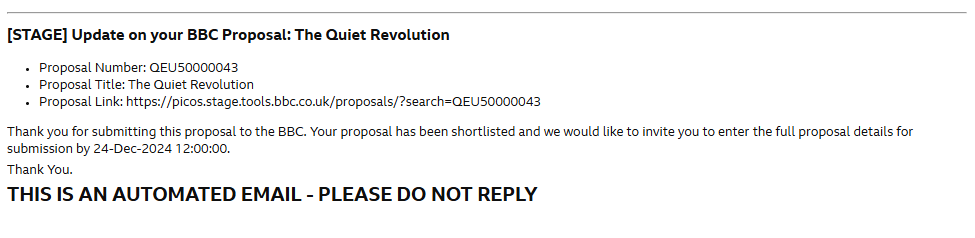 [STAGE] Update on your BBC Proposal: The Quiet Revolution
• Proposal Number: QEU50000043
• Proposal Title: The Quiet Revolution
• Proposal Link: https://picos.stage.tools.bbc.co.uk/proposals/?search=QEU50000043
Thank you for submitting this proposal to the BBC. Your proposal has been shortlisted and we would like to invite you to enter the full proposal details for
submission by 24-Dec-2024 12:00:00.
Thank You.
THIS IS AN AUTOMATED EMAIL - PLEASE DO NOT REPLY